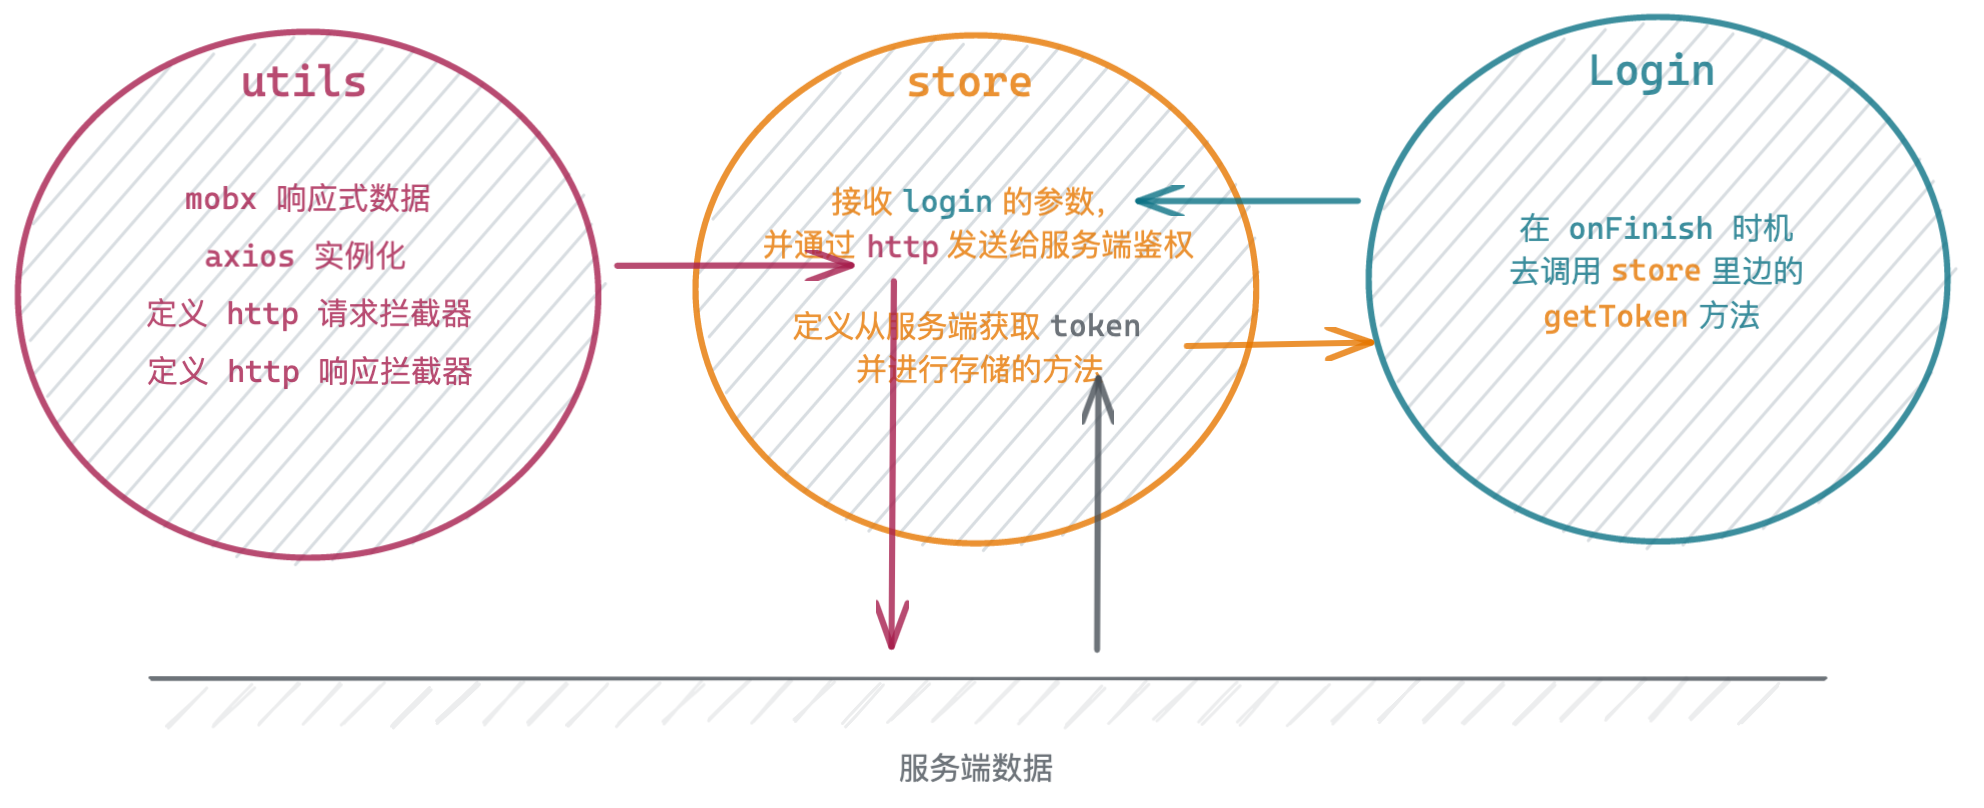 utils
mobx 响应式数据
axios 实例化
定义 http 请求拦截器
定义 http 响应拦截器
store
接收 login 的参数,
并通过 http 发送给服务端鉴权
定义从服务端获取 token
并进行存储的方法
Login
在 onFinish 时机
去调用 store 里边的
getToken 方法
服务端数据